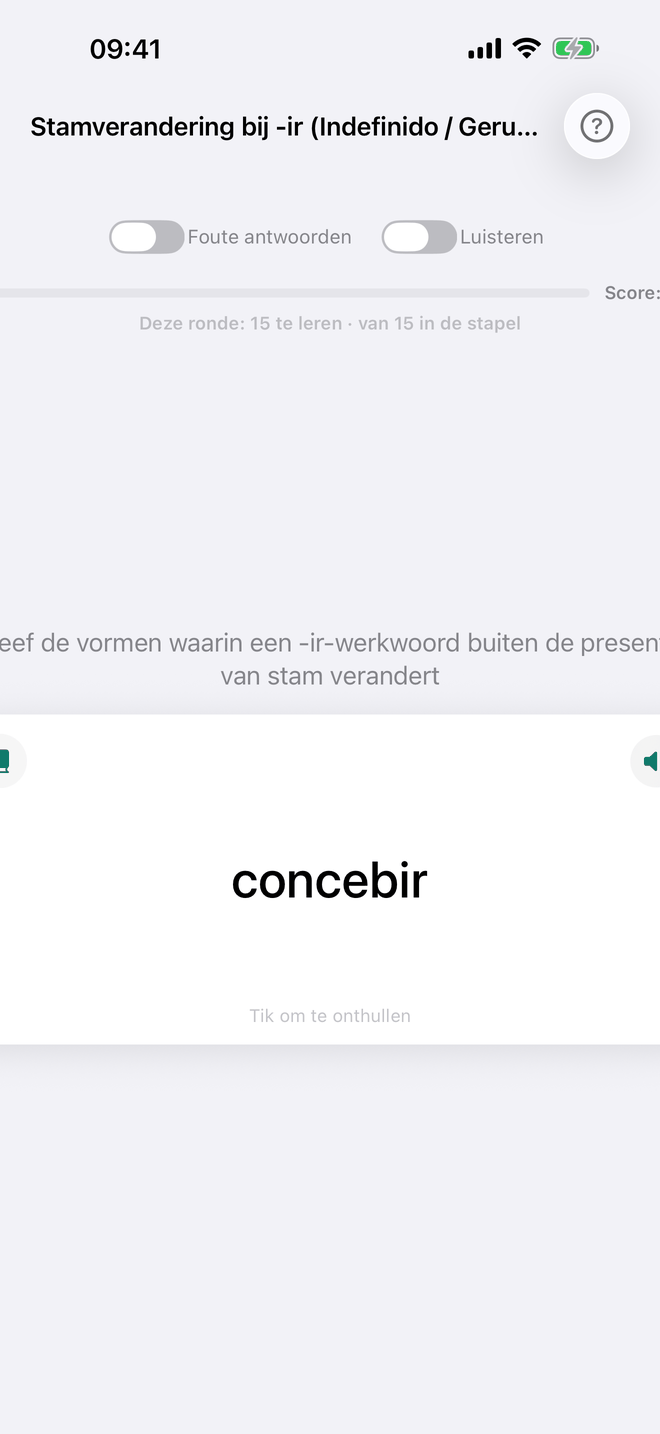 09:41
Stamverandering bij -ir (Indefinido / Geru...
Foute antwoorden
Luisteren
Score:
Deze ronde: 15 te leren · van 15 in de stapel
eef de vormen waarin een -ir-werkwoord buiten de present
van stam verandert
concebir
Tik om te onthullen